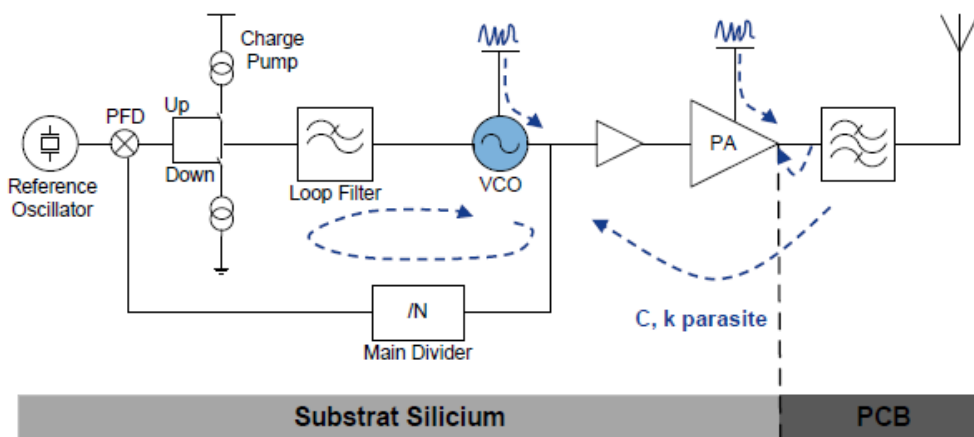 Charge
Pump
PFD
Up
Down
Reference
Oscillator
Loop Filter
VCO
PA
/N
Main Divider
C, k parasite
Substrat Silicium
PCB